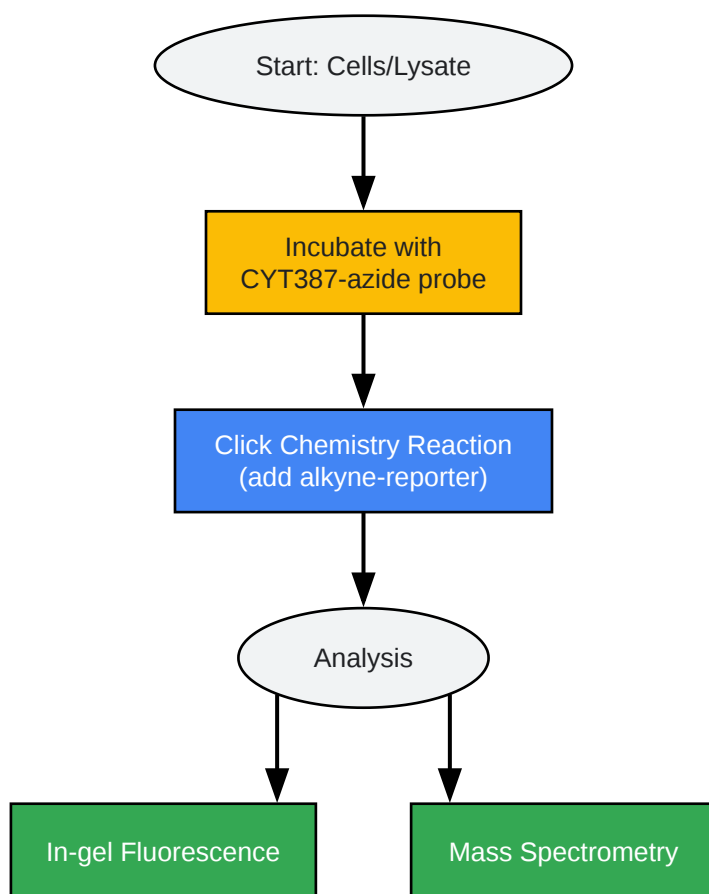 Start: Cells/Lysate
Incubate with
CYT387-azide probe
Click Chemistry Reaction
(add alkyne-reporter)
Analysis
In-gel Fluorescence
Mass Spectrometry